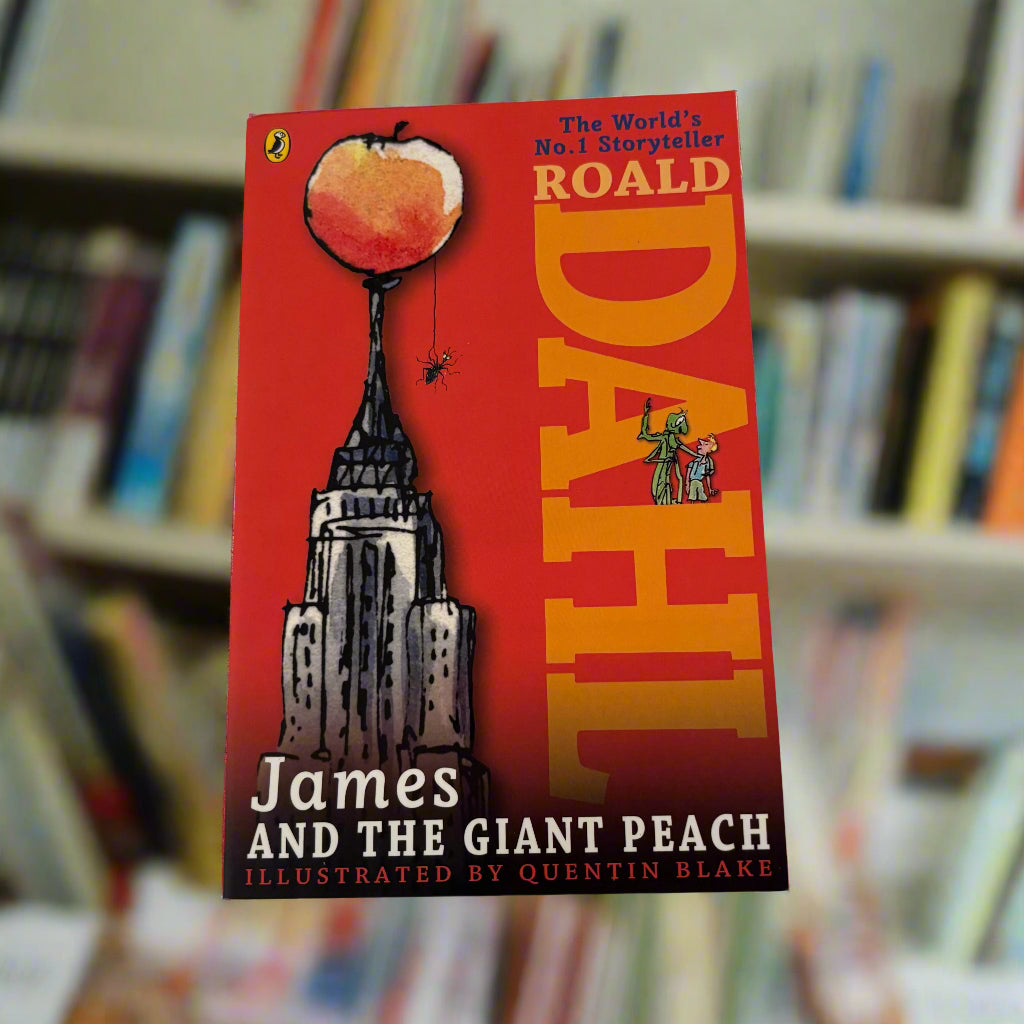 The World's
No.1 Storyteller
ROALD
DAHL
James
AND THE GIANT PEACH
ILLUSTRATED BY QUENTIN BLAKE